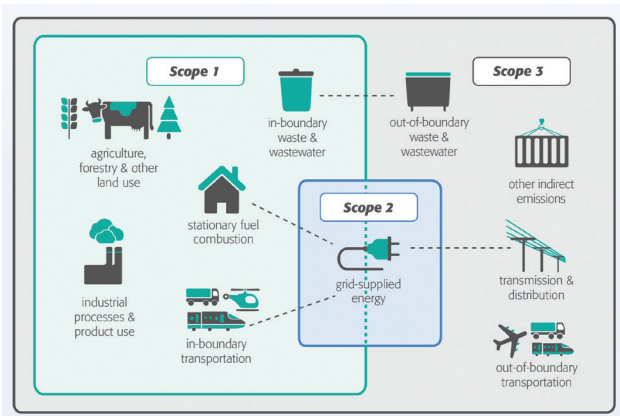 Scope 1
Scope 3
in-boundary
waste &
wastewater
out-of-boundary
waste &
wastewater
agriculture,
forestry & other
land use
other indirect
emissions
Scope 2
stationary fuel
combustion
grid-supplied
energy
transmission &
distribution
industrial
processes &
product use
in-boundary
transportation
out-of-boundary
transportation